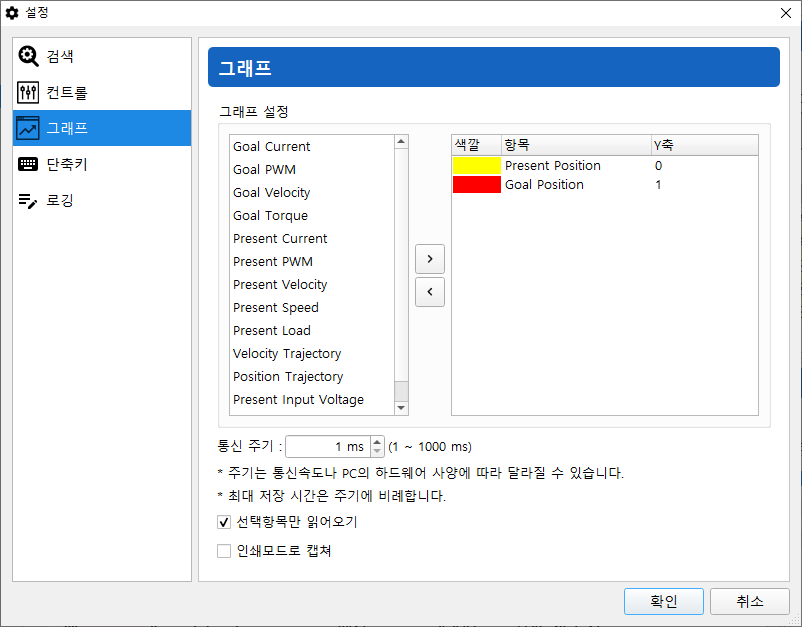 설정
검색
컨트롤
그래프
단축키
로깅
그래프
그래프 설정
Goal Current
Goal PWM
Goal Velocity
Goal Torque
Present Current
Present PWM
Present Velocity
Present Speed
Present Load
Velocity Trajectory
Position Trajectory
Present Input Voltage
색깔 항목 Y축
Present Position 0
Goal Position 1
통신 주기 : 1 ms (1 ~ 1000 ms)
* 주기는 통신속도나 PC의 하드웨어 사양에 따라 달라질 수 있습니다.
* 최대 저장 시간은 주기에 비례합니다.
선택항목만 읽어오기
인쇄모드로 캡쳐
확인 취소